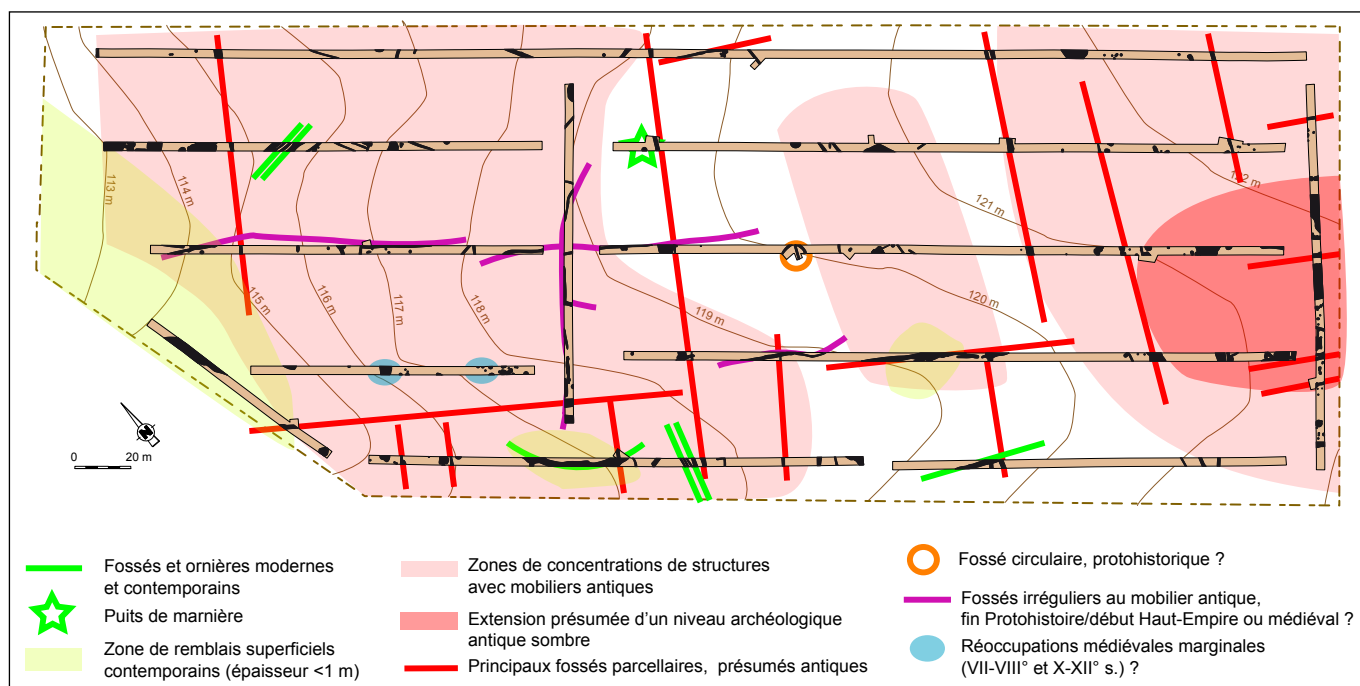 113 m
114 m
115 m
116 m
117 m
118 m
119 m
120 m
121 m
122 m
N
0 20 m
Fossés et ornières modernes
et contemporains
Puits de marnière
Zone de remblais superficiels
contemporains (épaisseur <1 m)
Zones de concentrations de structures
avec mobiliers antiques
Extension présumée d’un niveau archéologique
antique sombre
Principaux fossés parcellaires, présumés antiques
Fossé circulaire, protohistorique ?
Fossés irréguliers au mobilier antique,
fin Protohistoire/début Haut-Empire ou médiéval ?
Réoccupations médiévales marginales
(VII-VIII° et X-XII° s.) ?